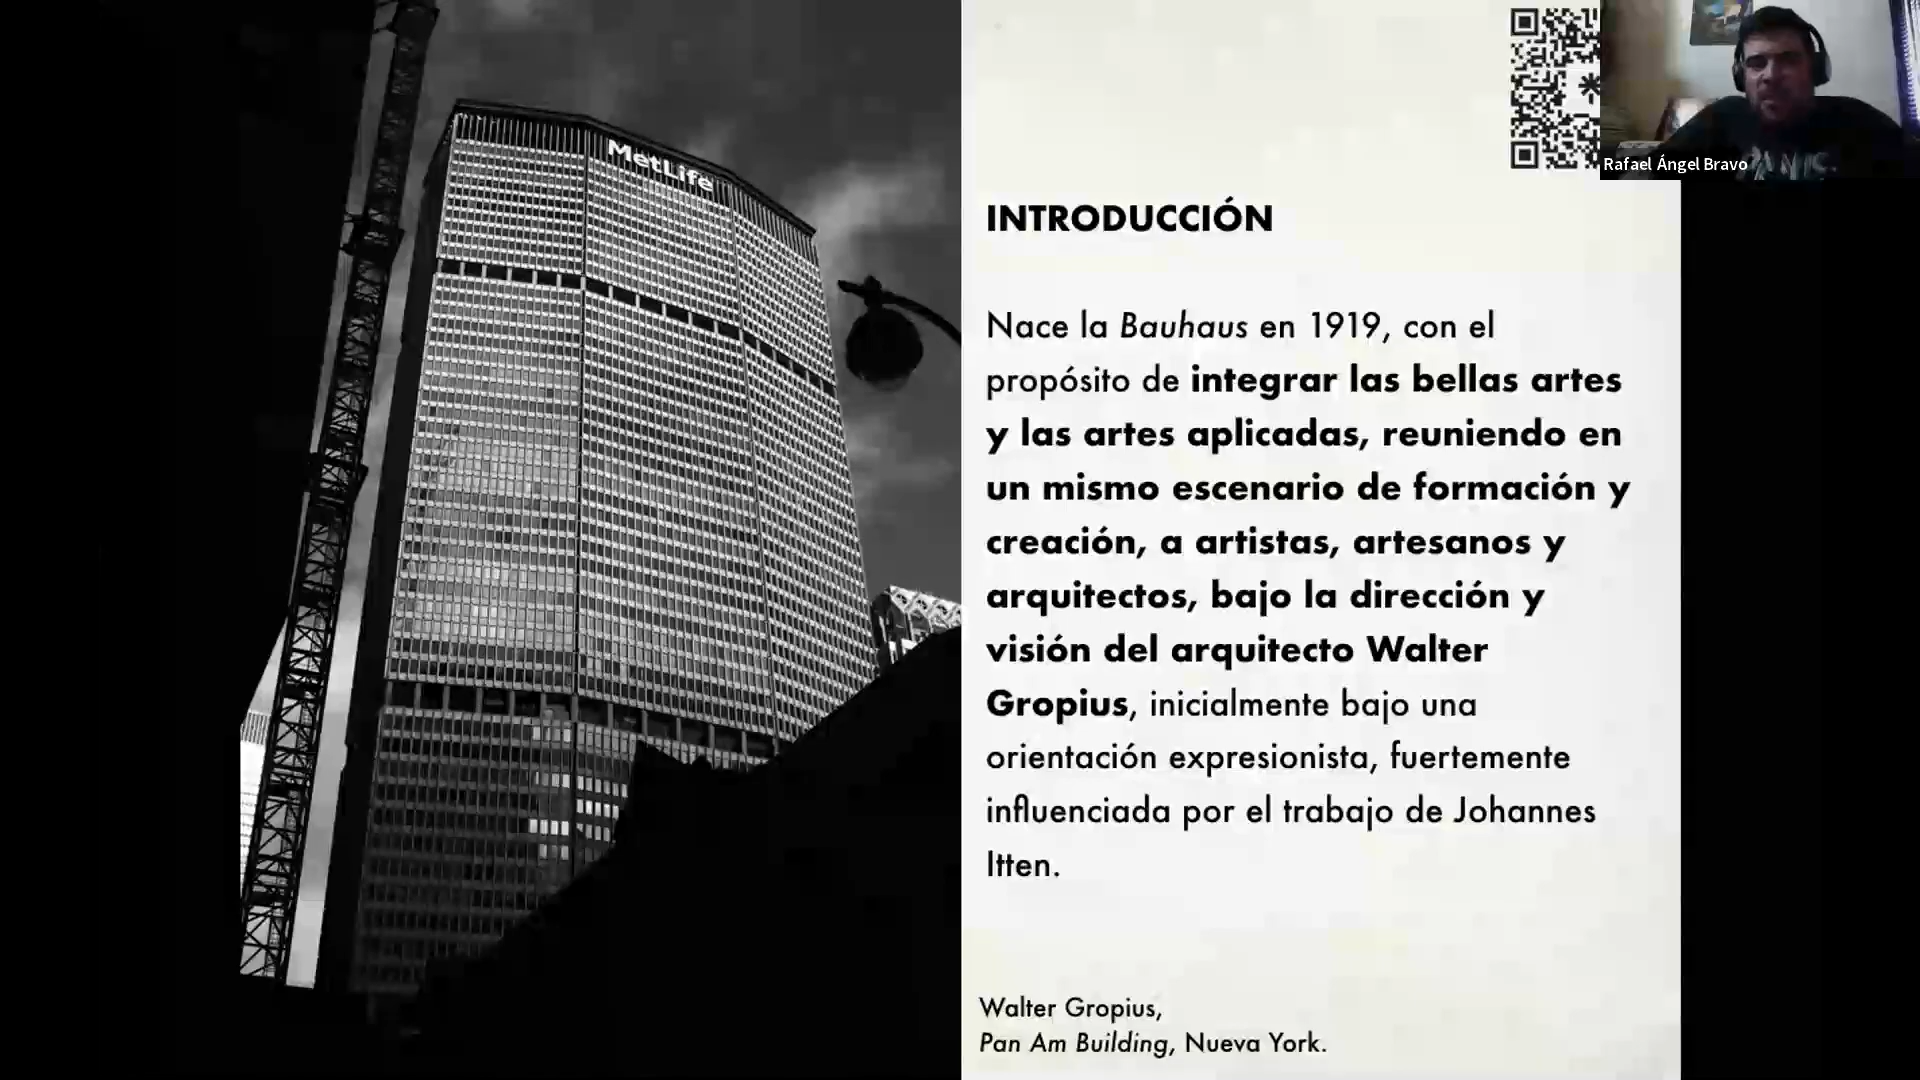 MetLife
INTRODUCCIÓN
Nace la Bauhaus en 1919, con el
propósito de integrar las bellas artes
y las artes aplicadas, reuniendo en
un mismo escenario de formación y
creación, a artistas, artesanos y
arquitectos, bajo la dirección y
visión del arquitecto Walter
Gropius, inicialmente bajo una
orientación expresionista, fuertemente
influenciada por el trabajo de Johannes
Itten.
Walter Gropius,
Pan Am Building, Nueva York.
Rafael Ángel Bravo